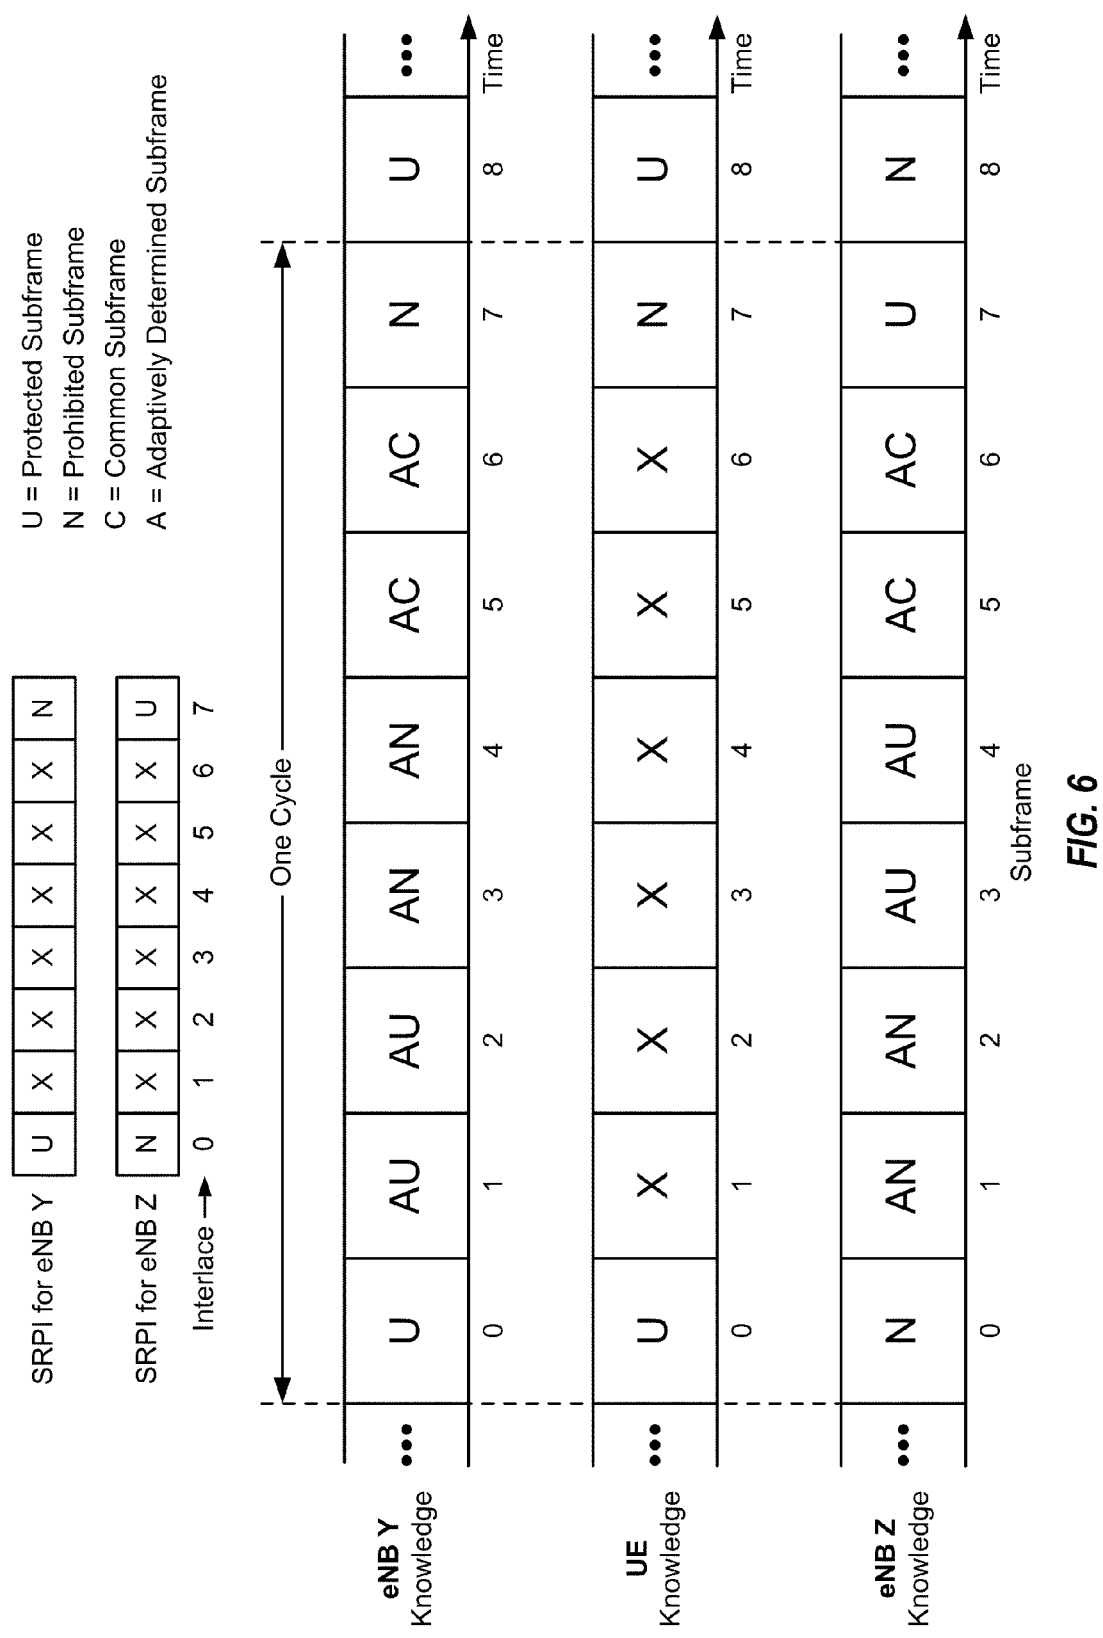 SRPI for eNB Y U X X X X X X N
SRPI for eNB Z N X X X X X X U
Interlace 0 1 2 3 4 5 6 7
U = Protected Subframe
N = Prohibited Subframe
C = Common Subframe
A = Adaptively Determined Subframe
One Cycle
eNB Y
Knowledge
••• U AU AU AN AN AC AC N U •••
0 1 2 3 4 5 6 7 8 Time
UE
Knowledge
••• U X X X X X X N U •••
0 1 2 3 4 5 6 7 8 Time
eNB Z
Knowledge
••• N AN AN AU AU AC AC U N •••
0 1 2 3 4 5 6 7 8 Time
Subframe
FIG. 6